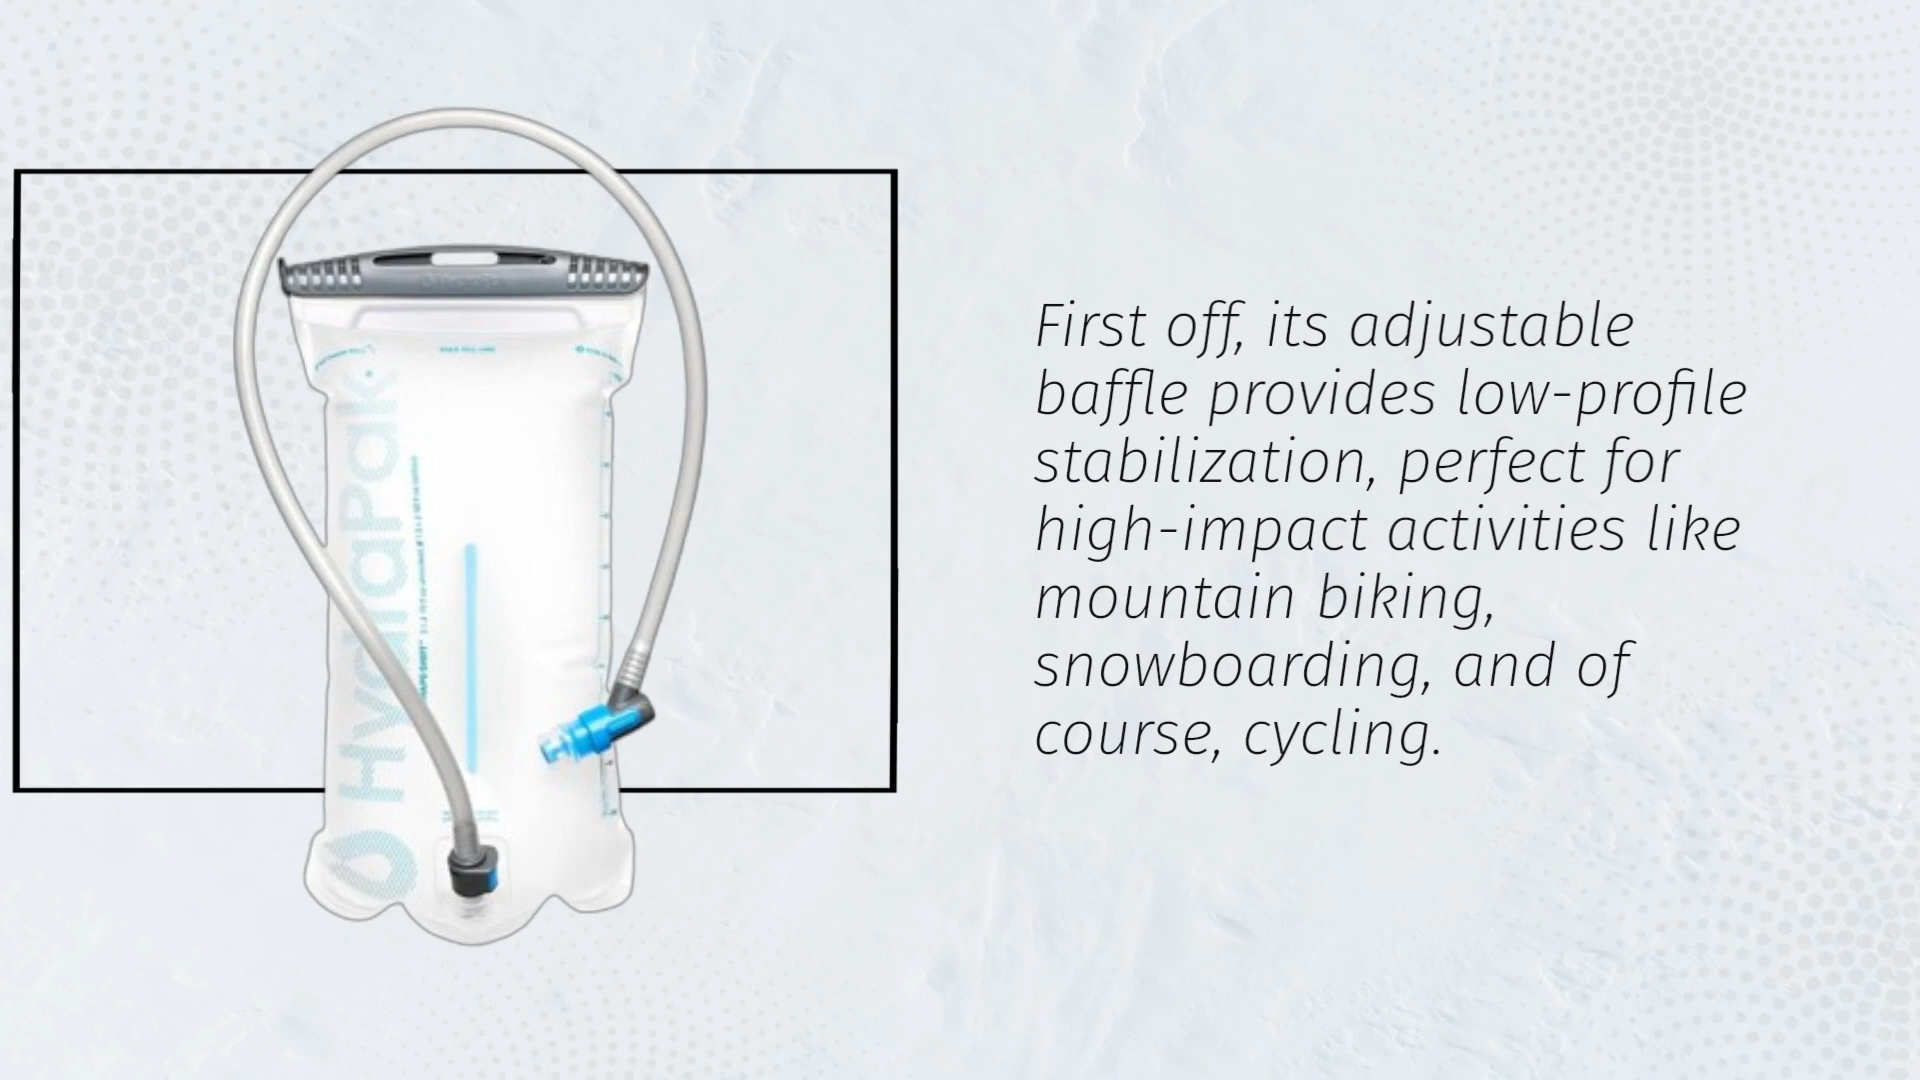 HydraPak
First off, its adjustable
baffle provides low-profile
stabilization, perfect for
high-impact activities like
mountain biking,
snowboarding, and of
course, cycling.